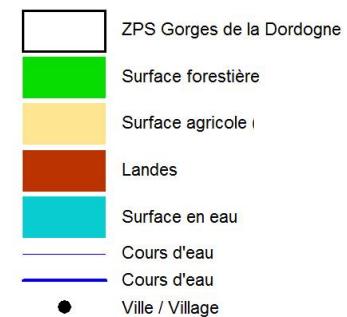 ZPS Gorges de la Dordogne
Surface forestière
Surface agricole (
Landes
Surface en eau
Cours d'eau
Cours d'eau
Ville / Village